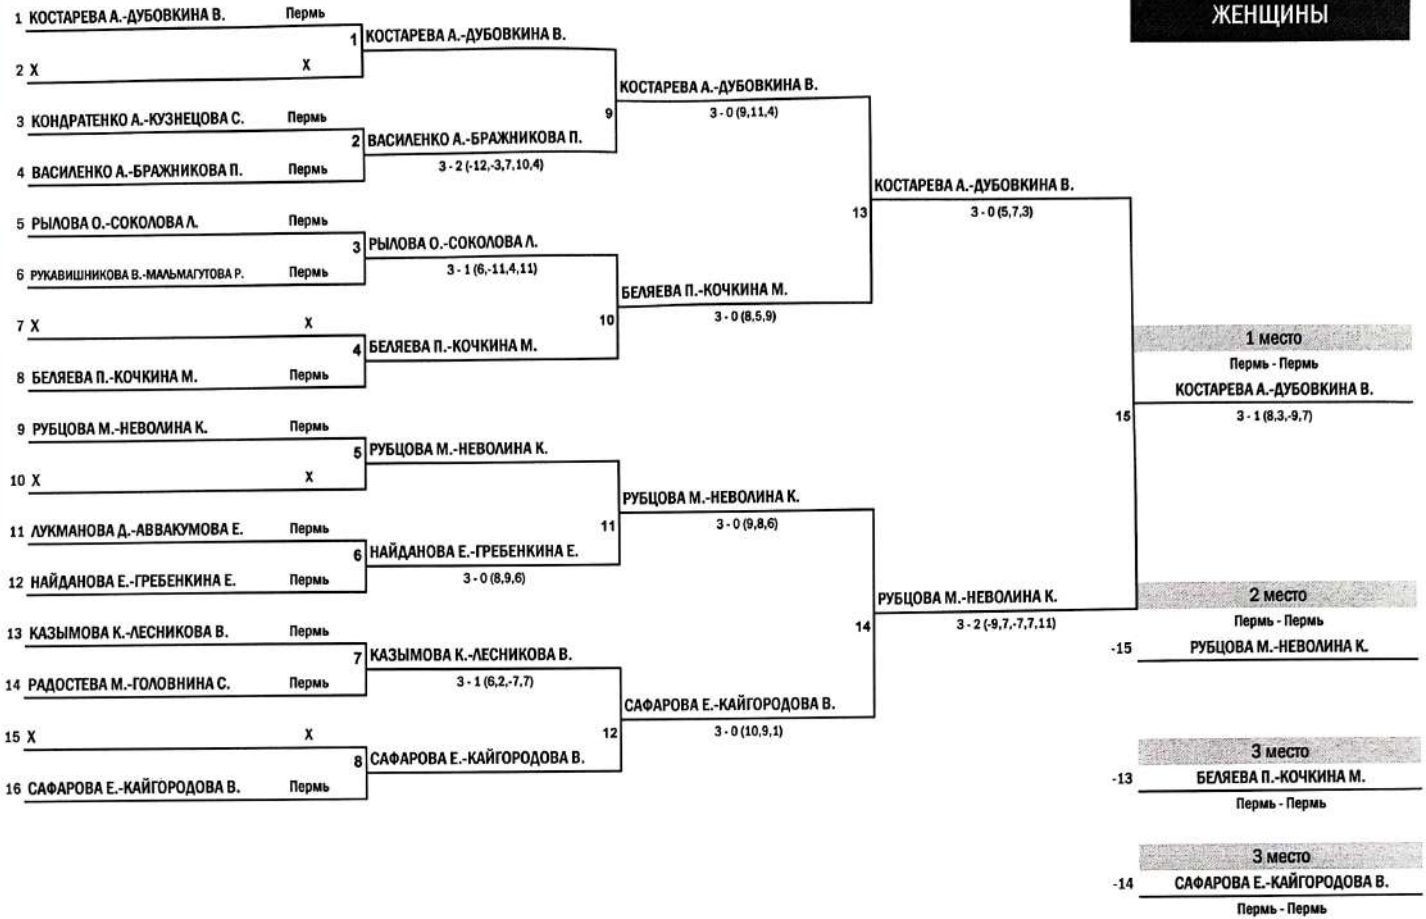 ЖЕНЩИНЫ
1 КОСТАРЕВА А.-ДУБОВКИНА В. Пермь
1 КОСТАРЕВА А.-ДУБОВКИНА В.
2 X X
КОСТАРЕВА А.-ДУБОВКИНА В.
9 3 - 0 (9,11,4)
3 КОНДРАТЕНКО А.-КУЗНЕЦОВА С. Пермь
2 ВАСИЛЕНКО А.-БРАЖНИКОВА П.
3 - 2 (-12,-3,7,10,4)
4 ВАСИЛЕНКО А.-БРАЖНИКОВА П. Пермь
КОСТАРЕВА А.-ДУБОВКИНА В.
13 3 - 0 (5,7,3)
5 РЫЛОВА О.-СОКОЛОВА Л. Пермь
3 РЫЛОВА О.-СОКОЛОВА Л.
3 - 1 (6,-11,4,11)
6 РУКАВИШНИКОВА В.-МАЛЬМАГУТОВА Р. Пермь
БЕЛЯЕВА П.-КОЧКИНА М.
10 3 - 0 (8,5,9)
7 X X
4 БЕЛЯЕВА П.-КОЧКИНА М.
8 БЕЛЯЕВА П.-КОЧКИНА М. Пермь
1 место
Пермь - Пермь
КОСТАРЕВА А.-ДУБОВКИНА В.
15 3 - 1 (8,3,-9,7)
9 РУБЦОВА М.-НЕВОЛИНА К. Пермь
5 РУБЦОВА М.-НЕВОЛИНА К.
10 X X
РУБЦОВА М.-НЕВОЛИНА К.
11 3 - 0 (9,8,6)
11 ЛУКМАНОВА Д.-АВВАКУМОВА Е. Пермь
6 НАЙДАНОВА Е.-ГРЕБЕНКИНА Е.
3 - 0 (8,9,6)
12 НАЙДАНОВА Е.-ГРЕБЕНКИНА Е. Пермь
РУБЦОВА М.-НЕВОЛИНА К.
14 3 - 2 (-9,7,-7,7,11)
2 место
Пермь - Пермь
-15 РУБЦОВА М.-НЕВОЛИНА К.
13 КАЗЫМОВА К.-ЛЕСНИКОВА В. Пермь
7 КАЗЫМОВА К.-ЛЕСНИКОВА В.
3 - 1 (6,2,-7,7)
14 РАДОСТЕВА М.-ГОЛОВНИНА С. Пермь
САФАРОВА Е.-КАЙГОРОДОВА В.
12 3 - 0 (10,9,1)
15 X X
8 САФАРОВА Е.-КАЙГОРОДОВА В.
16 САФАРОВА Е.-КАЙГОРОДОВА В. Пермь
3 место
-13 БЕЛЯЕВА П.-КОЧКИНА М.
Пермь - Пермь
3 место
-14 САФАРОВА Е.-КАЙГОРОДОВА В.
Пермь - Пермь